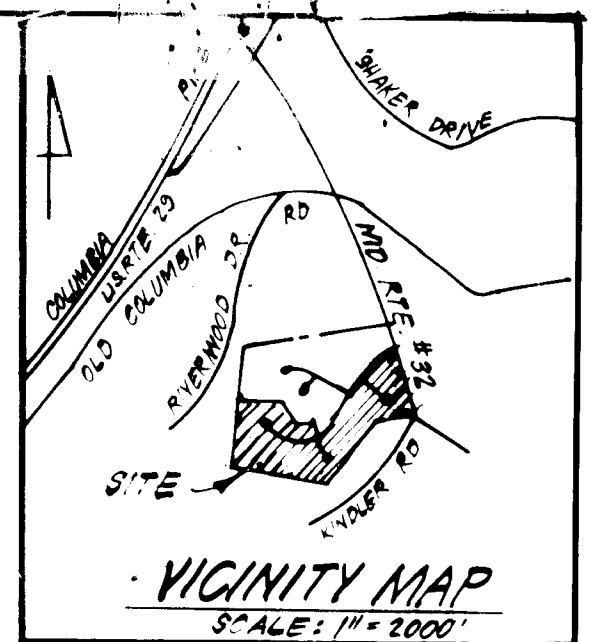 SHAKER DRIVE
COLUMBIA
U.S. RTE. 29
OLD COLUMBIA RD
RIVERWOOD DR.
MD RTE. #32
SITE
KINDLER RD
VICINITY MAP
SCALE: 1" = 2000'